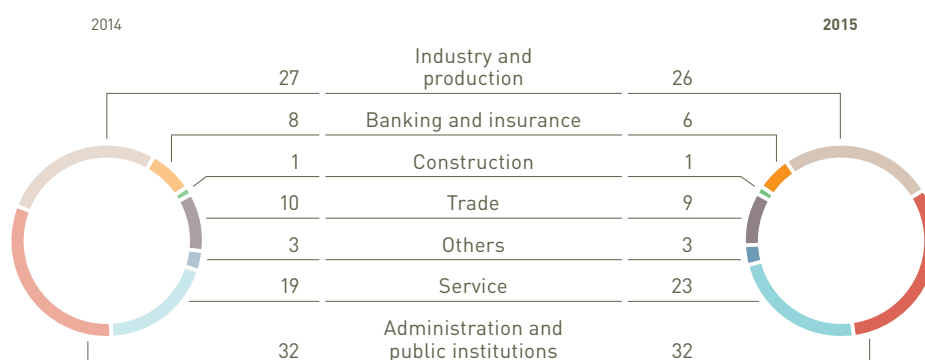 2014
2015
Industry and
production
27
26
8
Banking and insurance
6
1
Construction
1
10
Trade
9
3
Others
3
19
Service
23
Administration and
public institutions
32
32